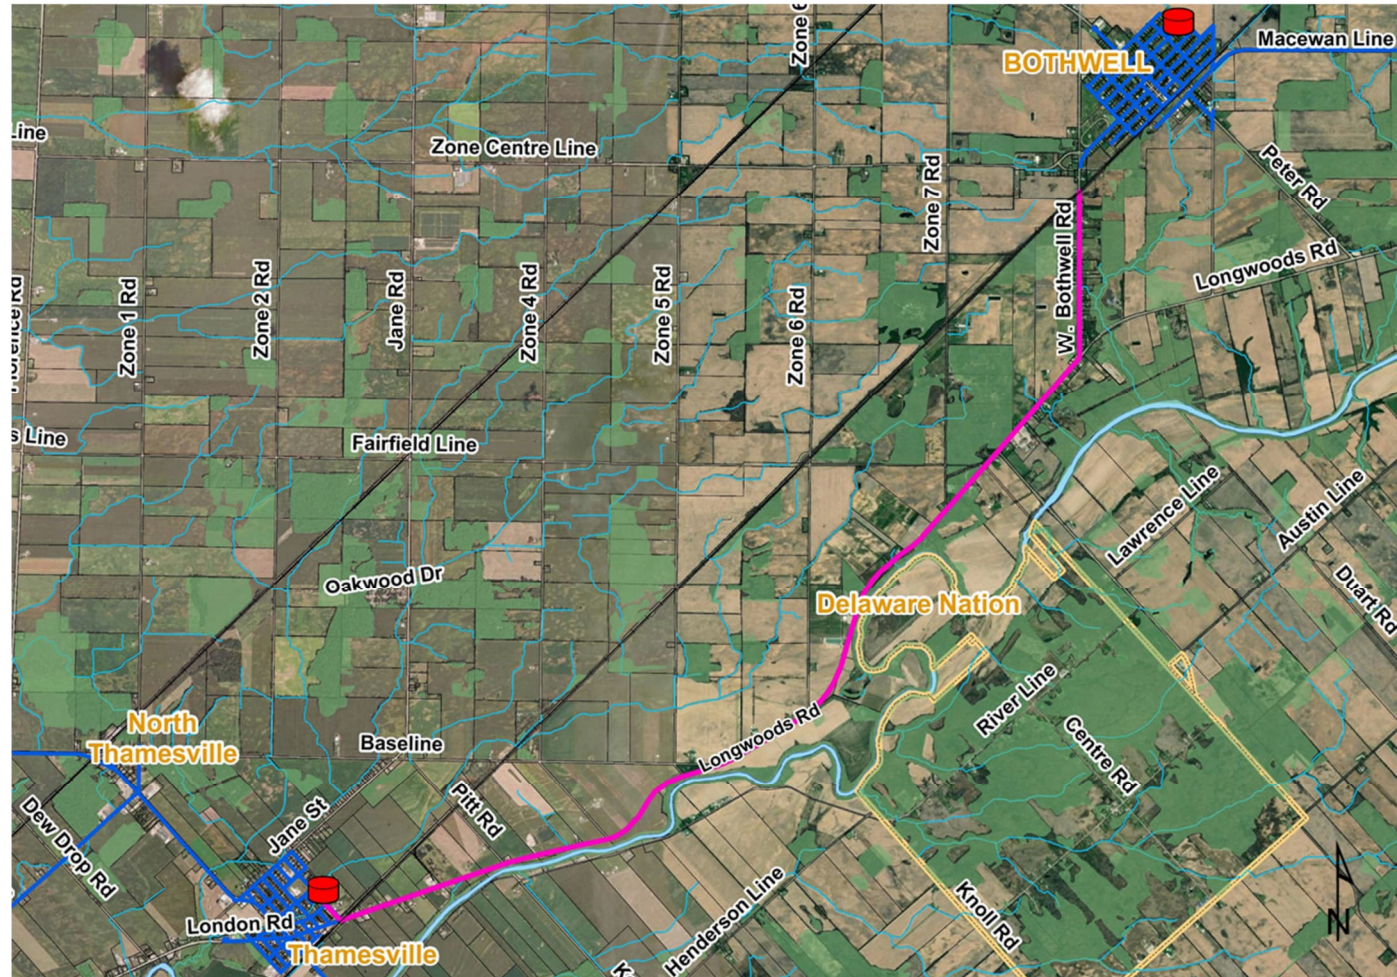 Zone 6
Macewan Line
BOTHWELL
Line
Zone Centre Line
Peter Rd
Zone 7 Rd
W. Bothwell Rd
Longwoods Rd
Zone 1 Rd
Zone 2 Rd
Jane Rd
Zone 4 Rd
Zone 5 Rd
Zone 6 Rd
s Line
Fairfield Line
Lawrence Line
Austin Line
Oakwood Dr
Duart Rd
Delaware Nation
River Line
Centre Rd
Longwoods Rd
North
Thamesville
Baseline
Pitt Rd
Jane St
Dew Drop Rd
London Rd
Thamesville
Henderson Line
Knoll Rd
N